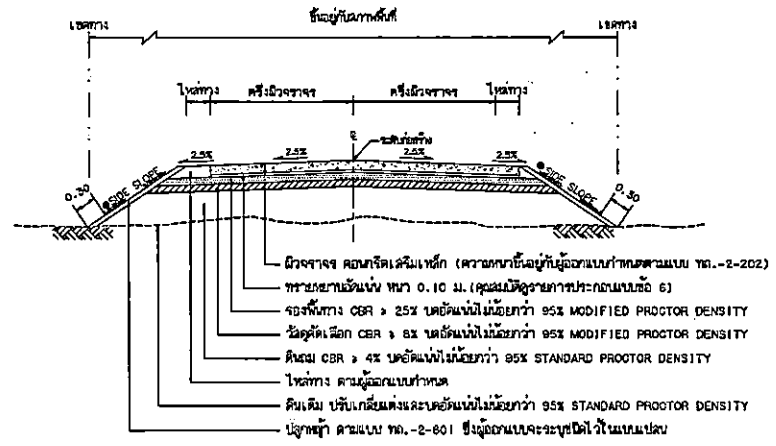 ขึ้นอยู่กับสภาพพื้นที่
เขตทาง
เขตทาง
ไหล่ทาง
ครึ่งผิวจราจร
ครึ่งผิวจราจร
ไหล่ทาง
ระดับก่อสร้าง
2.5%
2.5%
2.5%
2.5%
0.30
SIDE SLOPE
SIDE SLOPE
0.30
ผิวจราจร คอนกรีตเสริมเหล็ก (ความหนาขึ้นอยู่กับผู้ออกแบบกำหนดตามแบบ ทถ.-2-202)
ทรายหยาบอัดแน่น หนา 0.10 ม.(คุณสมบัติดูรายการประกอบแบบข้อ 6)
รองพื้นทาง CBR ≥ 25% บดอัดแน่นไม่น้อยกว่า 95% MODIFIED PROCTOR DENSITY
วัสดุคัดเลือก CBR ≥ 8% บดอัดแน่นไม่น้อยกว่า 95% MODIFIED PROCTOR DENSITY
ดินถม CBR ≥ 4% บดอัดแน่นไม่น้อยกว่า 95% STANDARD PROCTOR DENSITY
ไหล่ทาง ตามผู้ออกแบบกำหนด
ดินเดิม ปรับเกลี่ยแต่งและบดอัดแน่นไม่น้อยกว่า 95% STANDARD PROCTOR DENSITY
ปลูกหญ้า ตามแบบ ทถ.-2-601 ซึ่งผู้ออกแบบจะระบุชนิดไว้ในแบบแปลน